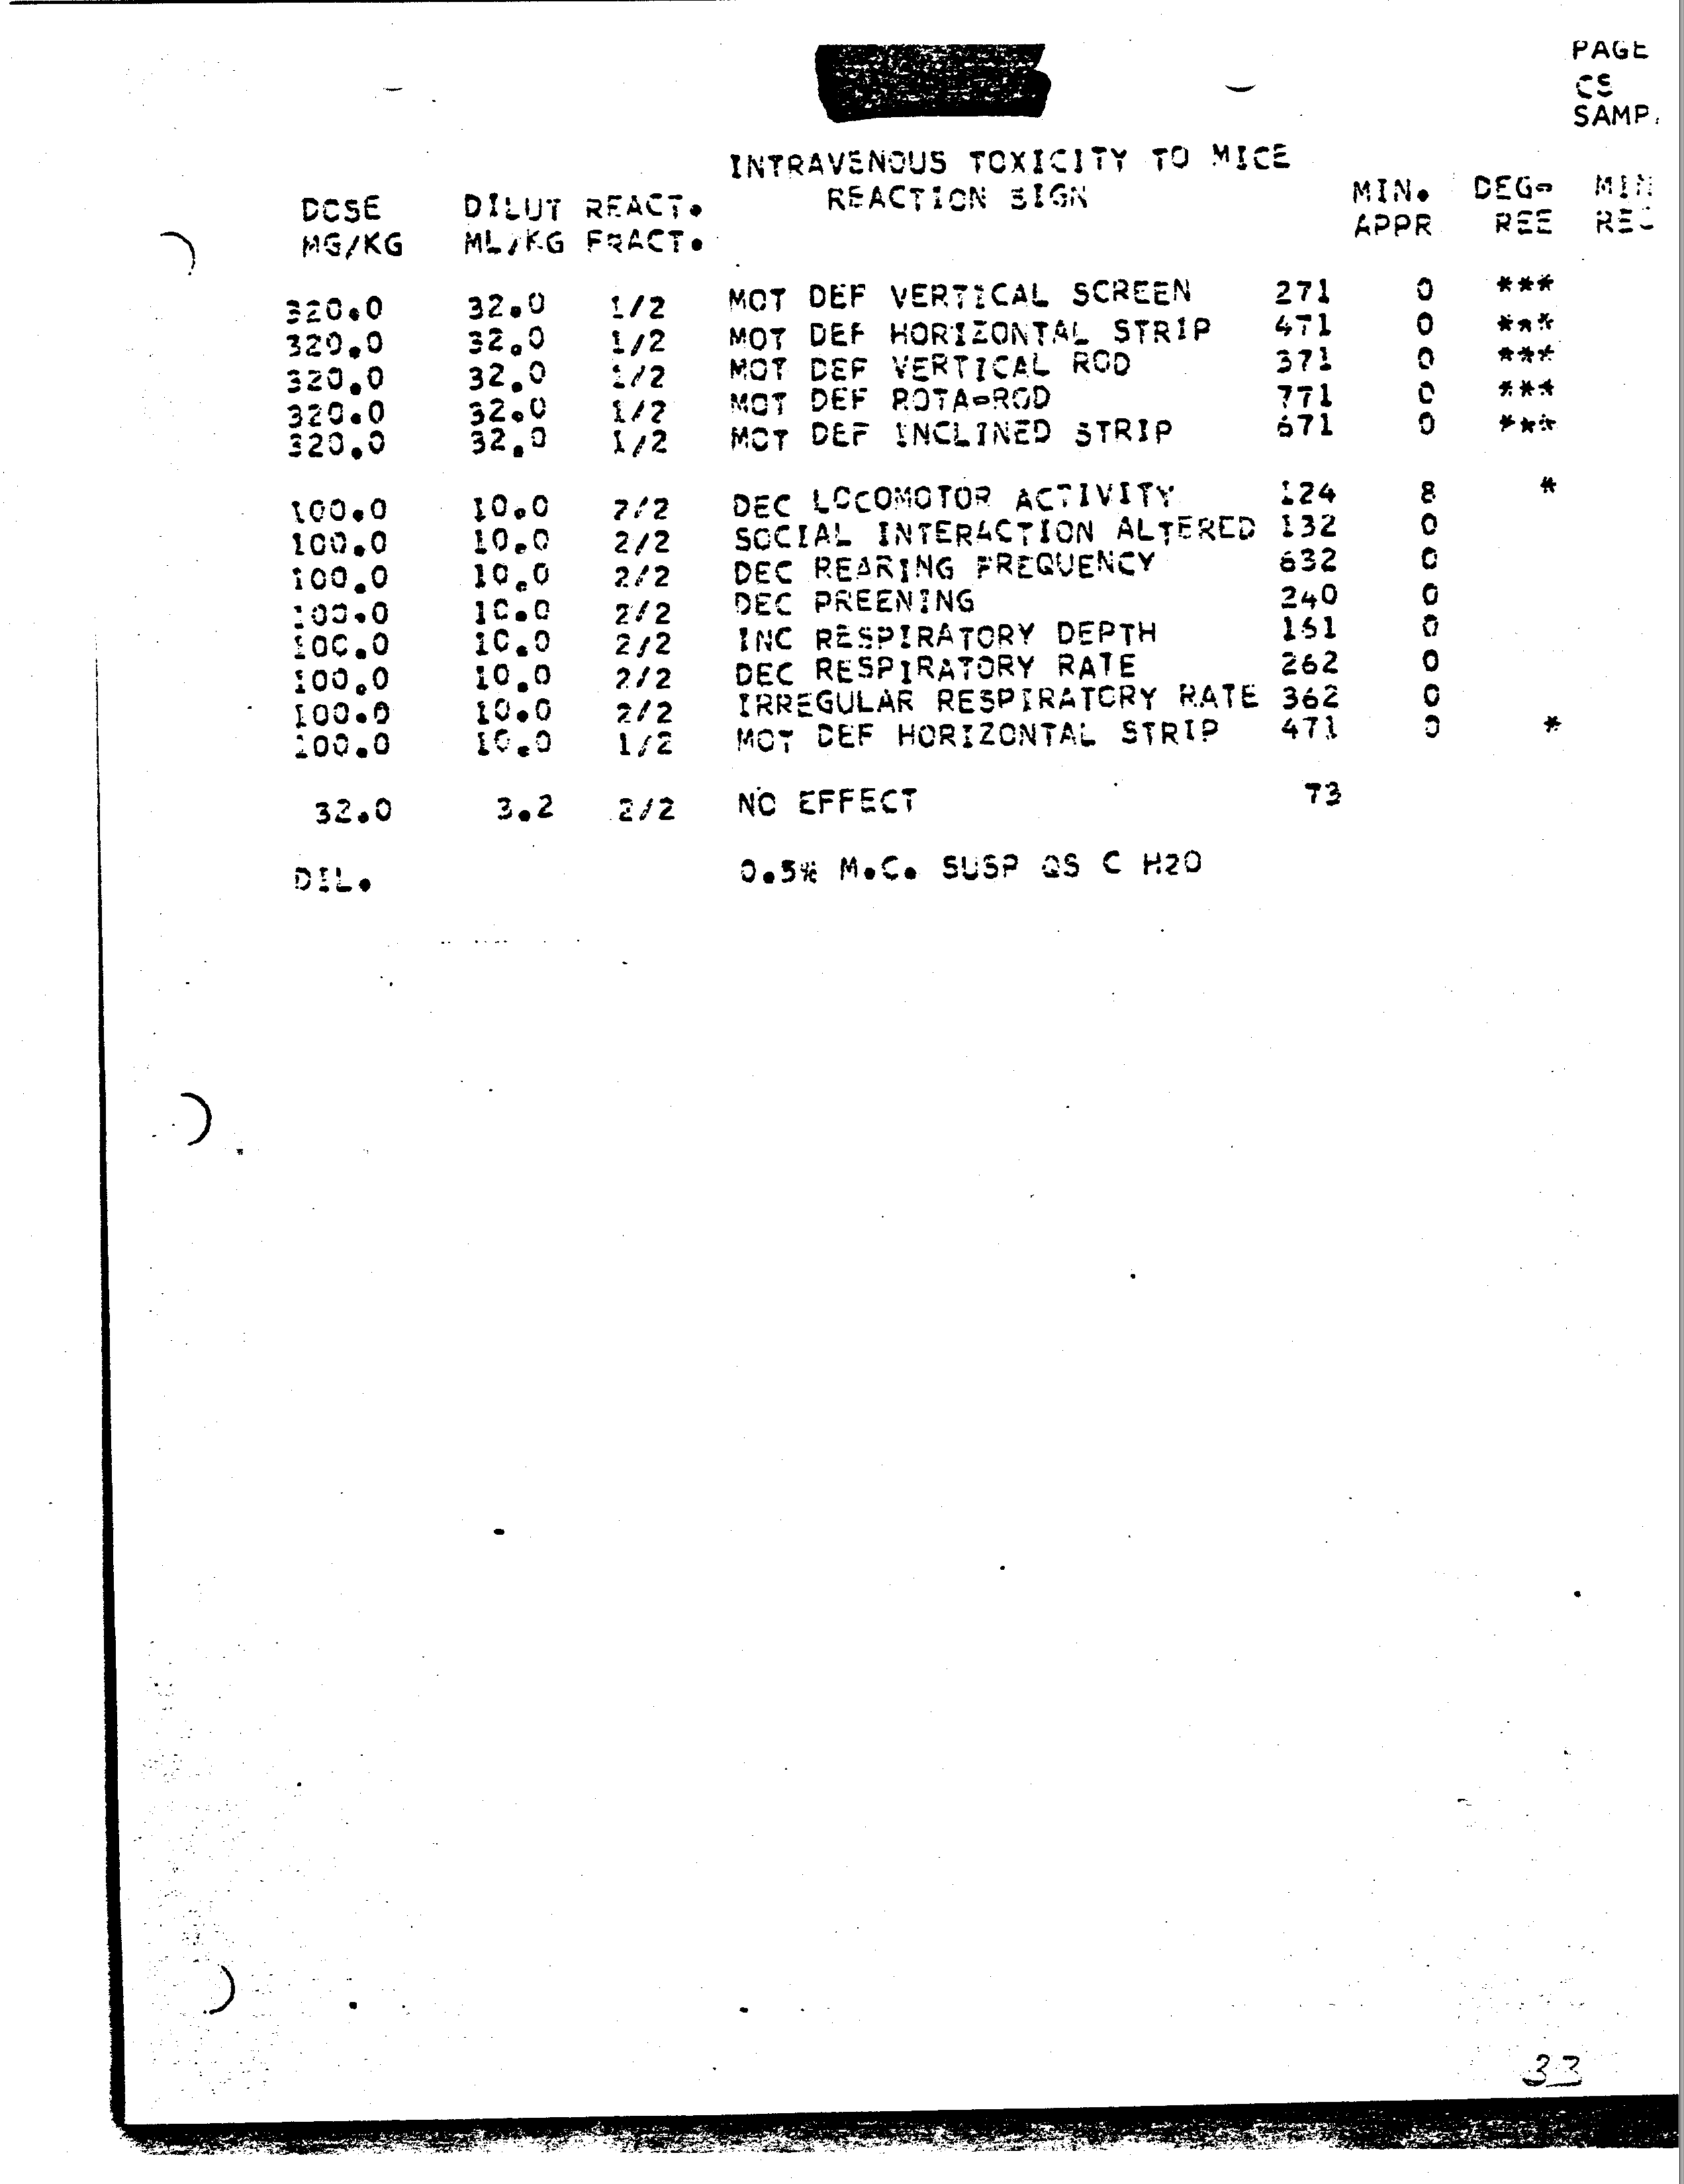 PAGE
CS
SAMP.
INTRAVENOUS TOXICITY TO MICE
DOSE DILUT REACT. REACTION SIGN MIN. DEG- MIN
MG/KG ML/KG FRACT. APPR REE REC
320.0 32.0 1/2 MOT DEF VERTICAL SCREEN 271 0 ***
320.0 32.0 1/2 MOT DEF HORIZONTAL STRIP 471 0 ***
320.0 32.0 1/2 MOT DEF VERTICAL ROD 371 0 ***
320.0 32.0 1/2 MOT DEF ROTA-ROD 771 0 ***
320.0 32.0 1/2 MOT DEF INCLINED STRIP 671 0 ***
100.0 10.0 2/2 DEC LOCOMOTOR ACTIVITY 124 8 *
100.0 10.0 2/2 SOCIAL INTERACTION ALTERED 132 0
100.0 10.0 2/2 DEC REARING FREQUENCY 632 0
100.0 10.0 2/2 DEC PREENING 240 0
100.0 10.0 2/2 INC RESPIRATORY DEPTH 161 0
100.0 10.0 2/2 DEC RESPIRATORY RATE 262 0
100.0 10.0 2/2 IRREGULAR RESPIRATORY RATE 362 0
100.0 10.0 1/2 MOT DEF HORIZONTAL STRIP 471 0 *
32.0 3.2 2/2 NO EFFECT 73
DIL. 0.5% M.C. SUSP QS C H2O
33